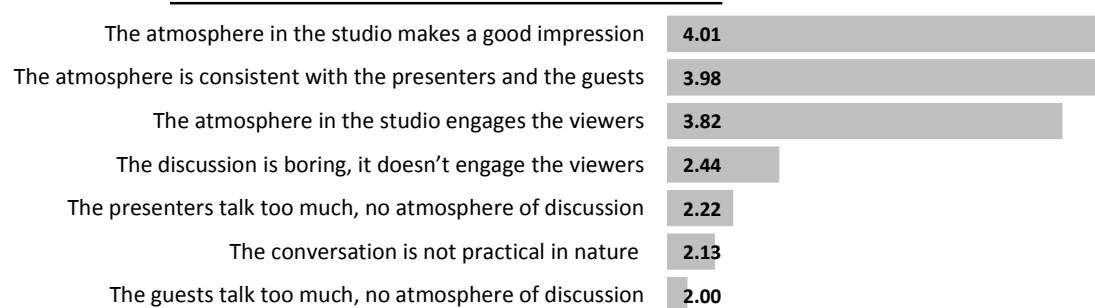 The atmosphere in the studio makes a good impression 4.01
The atmosphere is consistent with the presenters and the guests 3.98
The atmosphere in the studio engages the viewers 3.82
The discussion is boring, it doesn’t engage the viewers 2.44
The presenters talk too much, no atmosphere of discussion 2.22
The conversation is not practical in nature 2.13
The guests talk too much, no atmosphere of discussion 2.00